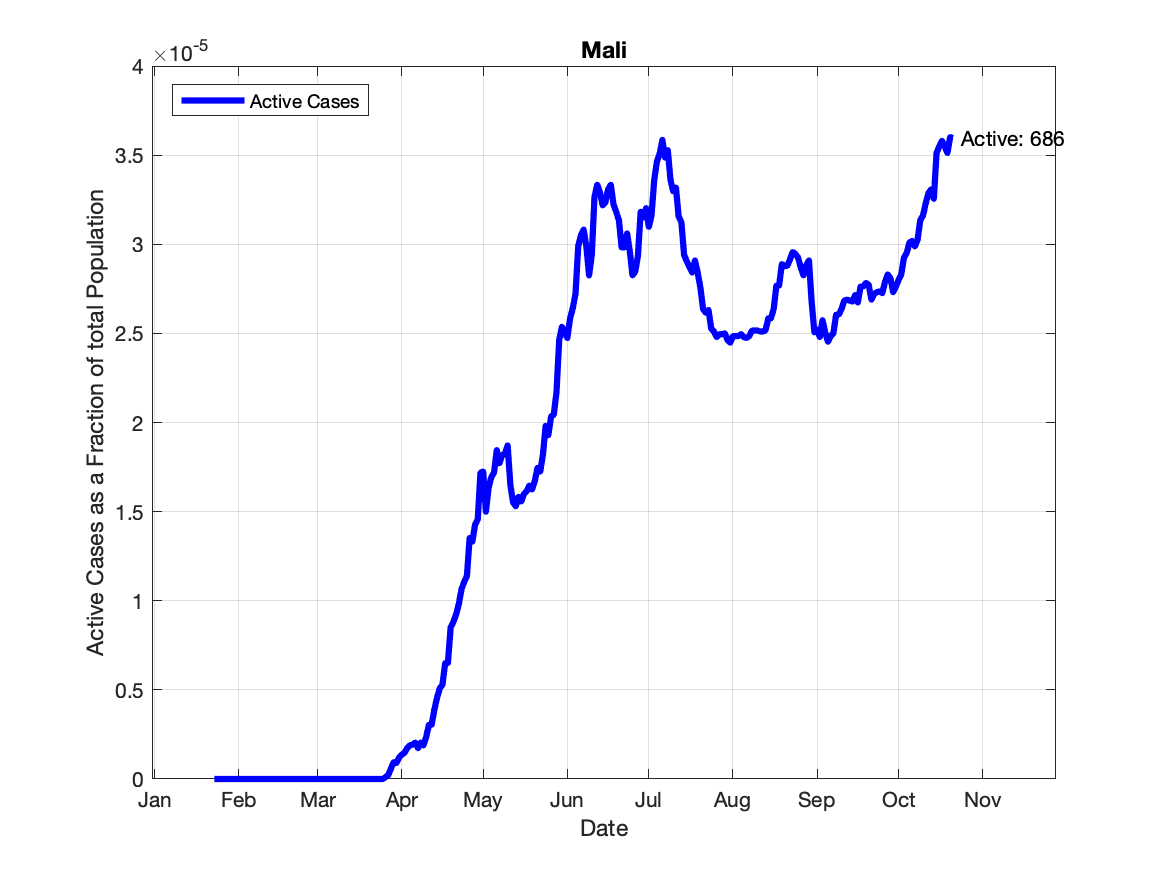 Mali
×10-5
4
3.5
3
2.5
2
1.5
1
0.5
0
Active Cases as a Fraction of total Population
Active Cases
Active: 686
Jan Feb Mar Apr May Jun Jul Aug Sep Oct Nov
Date